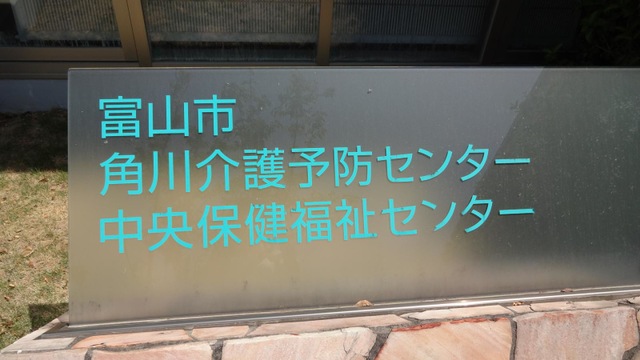 富山市
角川介護予防センター
中央保健福祉センター